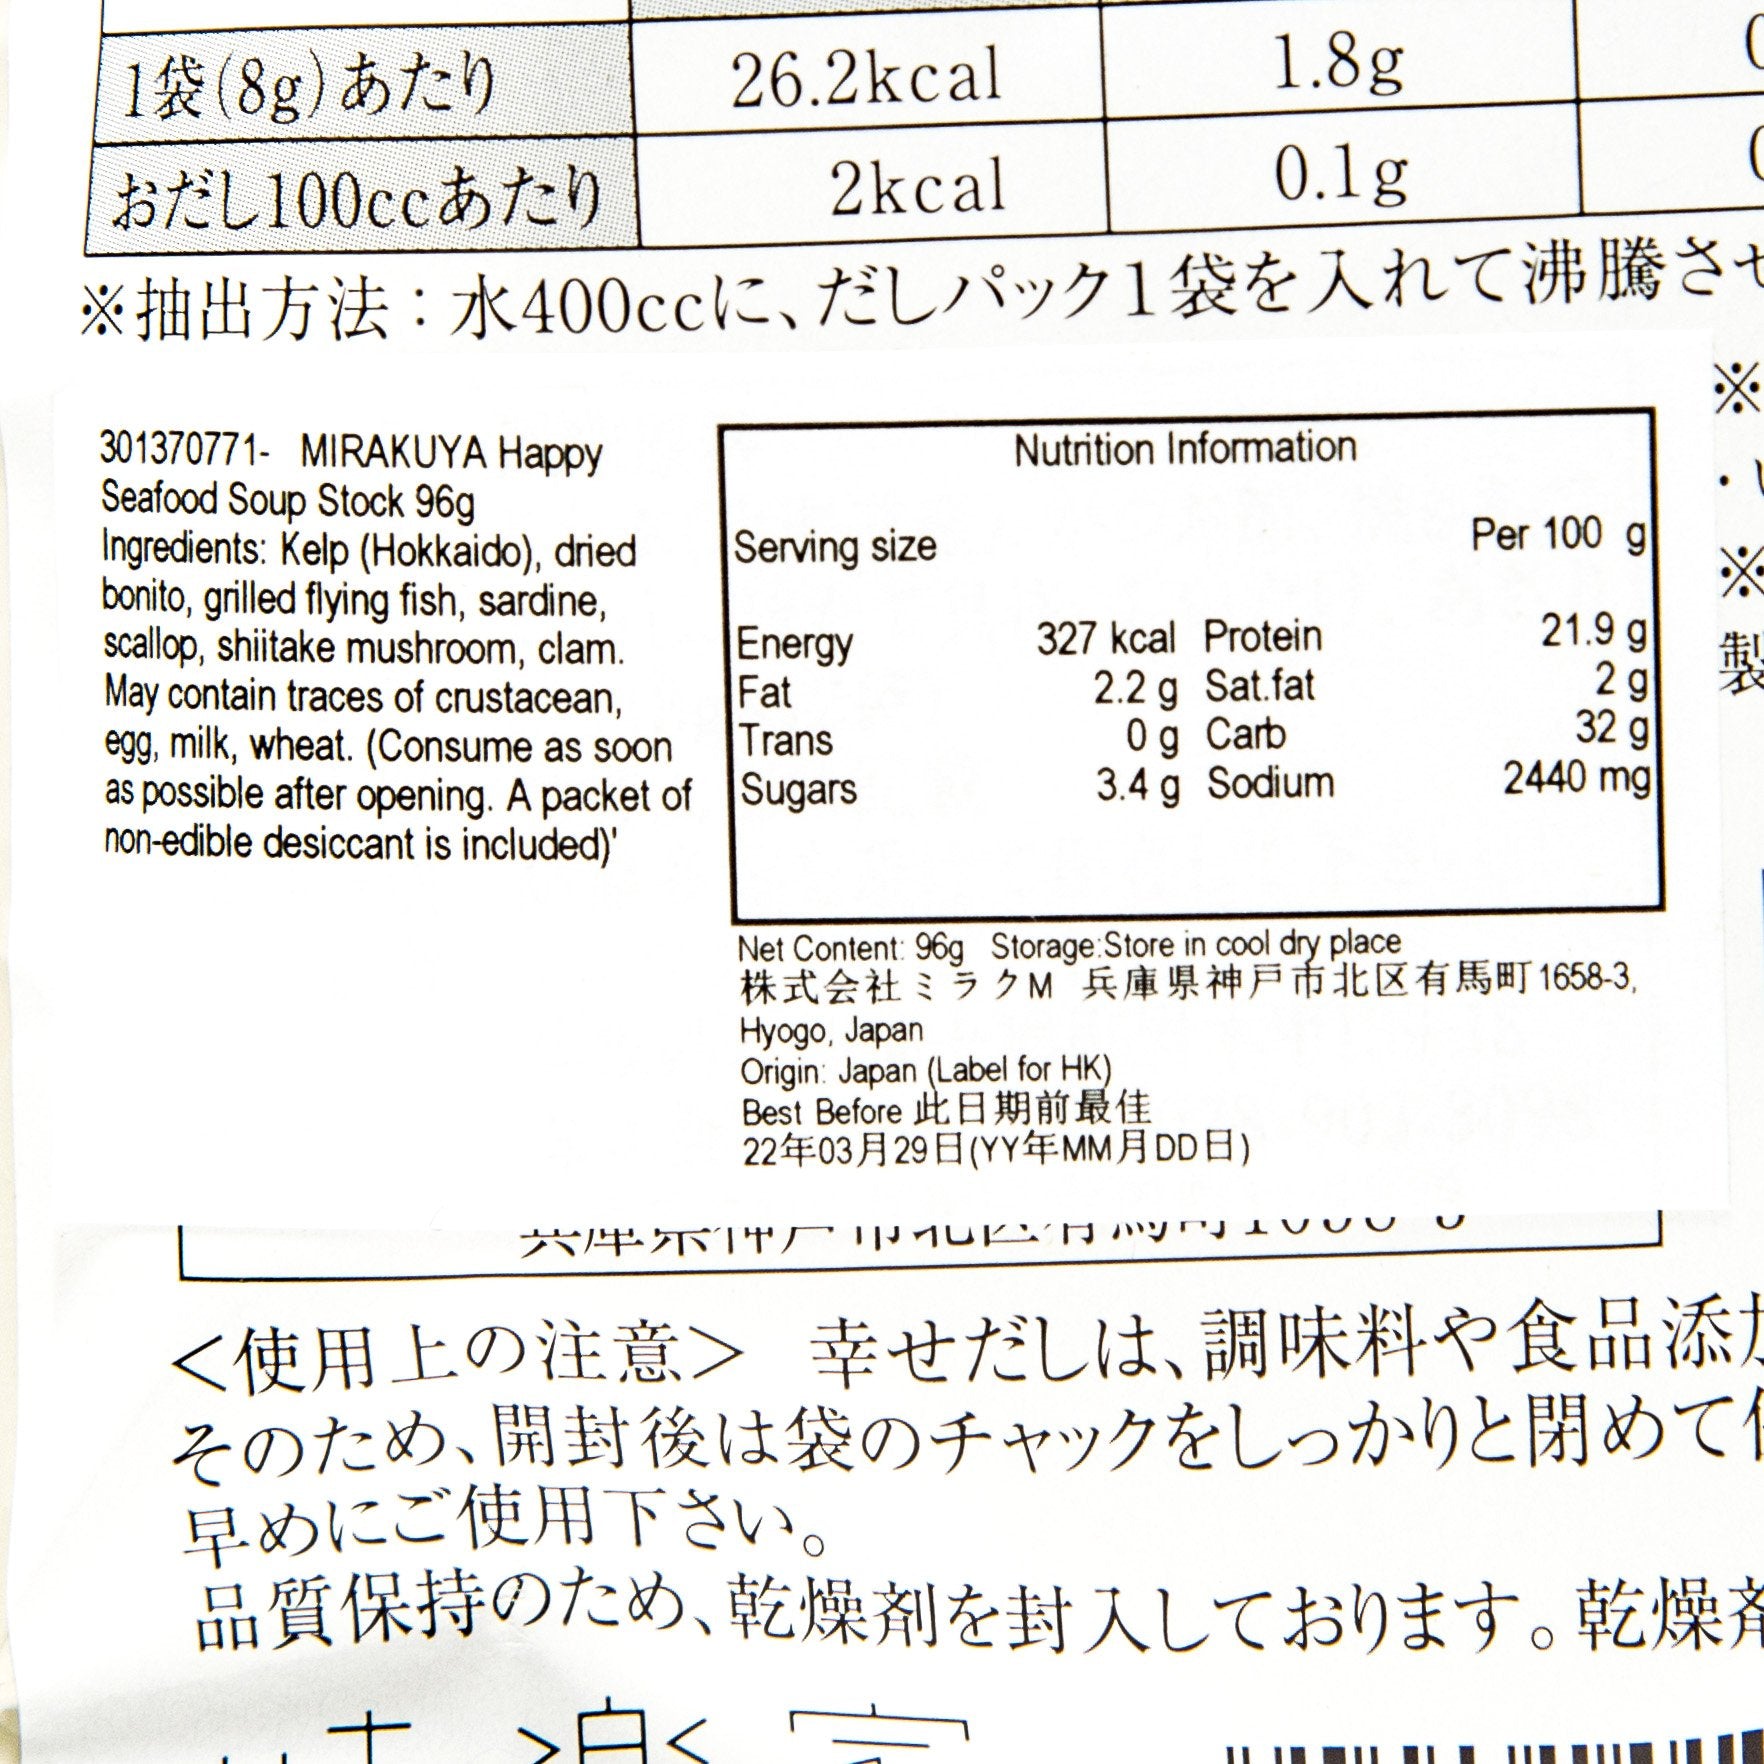 1袋(8g)あたり 26.2kcal 1.8g
おだし100ccあたり 2kcal 0.1g
※抽出方法：水400ccに、だしパック1袋を入れて沸騰させ
※
301370771- MIRAKUYA Happy
Seafood Soup Stock 96g
Ingredients: Kelp (Hokkaido), dried
bonito, grilled flying fish, sardine,
scallop, shiitake mushroom, clam.
May contain traces of crustacean,
egg, milk, wheat. (Consume as soon
as possible after opening. A packet of
non-edible desiccant is included)'
Nutrition Information
Serving size Per 100 g
Energy 327 kcal Protein 21.9 g
Fat 2.2 g Sat.fat 2 g
Trans 0 g Carb 32 g
Sugars 3.4 g Sodium 2440 mg
※
製
Net Content: 96g Storage:Store in cool dry place
株式会社ミラクM 兵庫県神戸市北区有馬町1658-3,
Hyogo, Japan
Origin: Japan (Label for HK)
Best Before 此日期前最佳
22年03月29日(YY年MM月DD日)
＜使用上の注意＞ 幸せだしは、調味料や食品添加
そのため、開封後は袋のチャックをしっかりと閉めて
早めにご使用下さい。
品質保持のため、乾燥剤を封入しております。乾燥剤